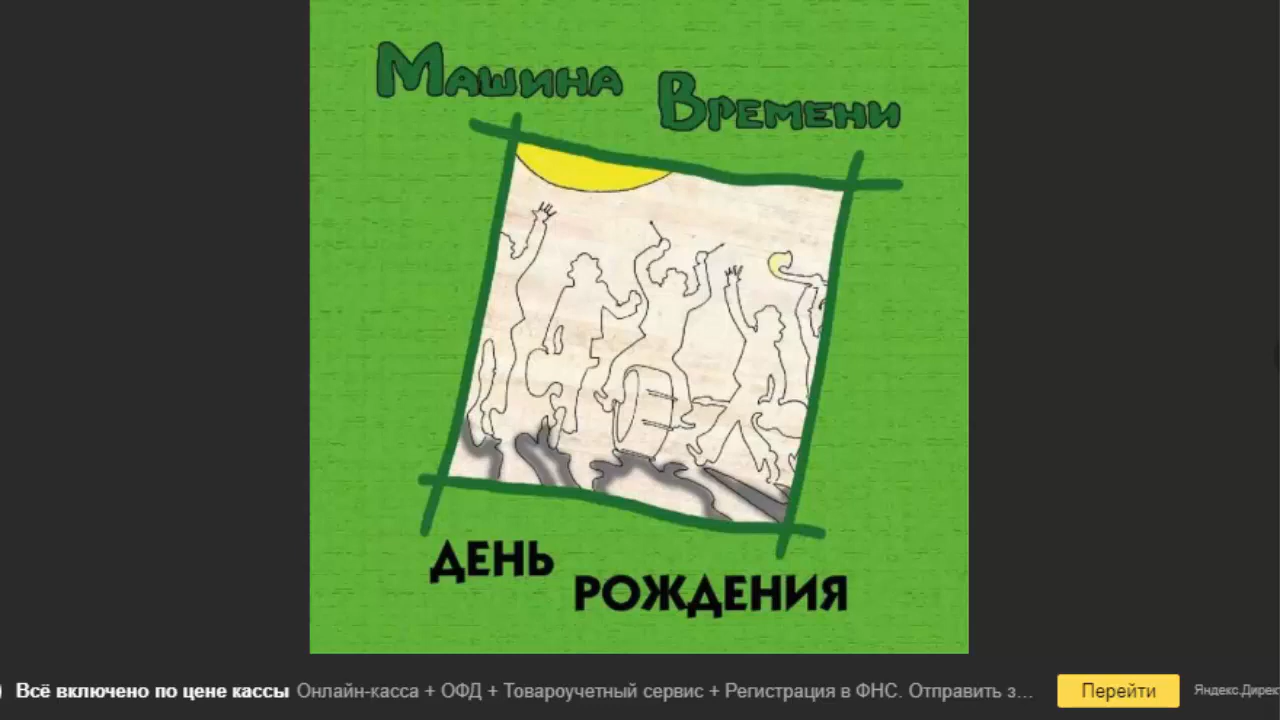 Машина Времени
ДЕНЬ
РОЖДЕНИЯ
Всё включено по цене кассы Онлайн-касса + ОФД + Товароучетный сервис + Регистрация в ФНС. Отправить з...
Перейти
Яндекс.Дирек